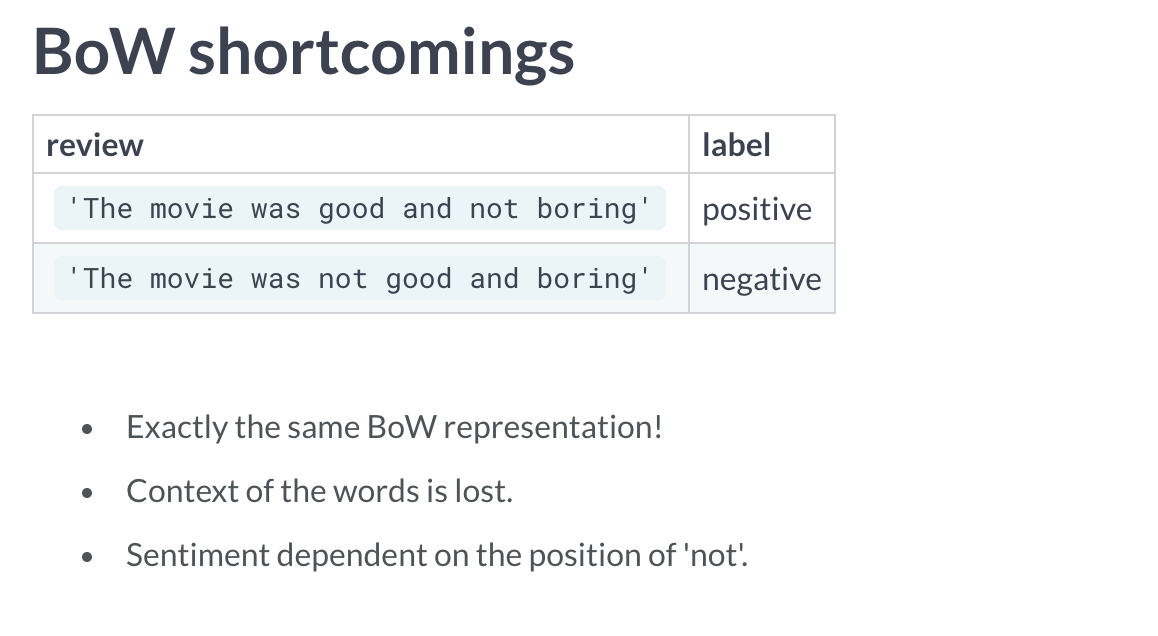 BoW shortcomings
review label
'The movie was good and not boring' positive
'The movie was not good and boring' negative
• Exactly the same BoW representation!
• Context of the words is lost.
• Sentiment dependent on the position of 'not'.